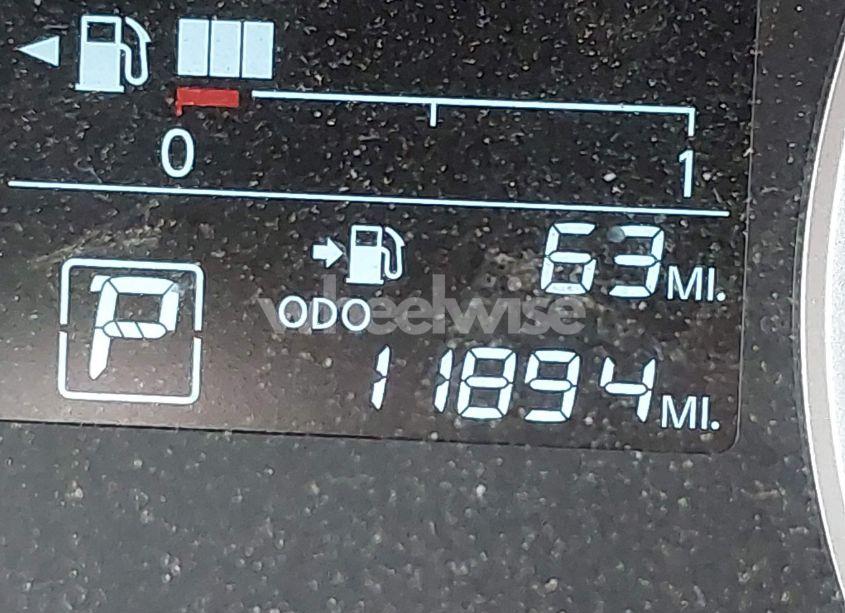 0 1
63 MI.
ODO
11894 MI.
P
wheelwise